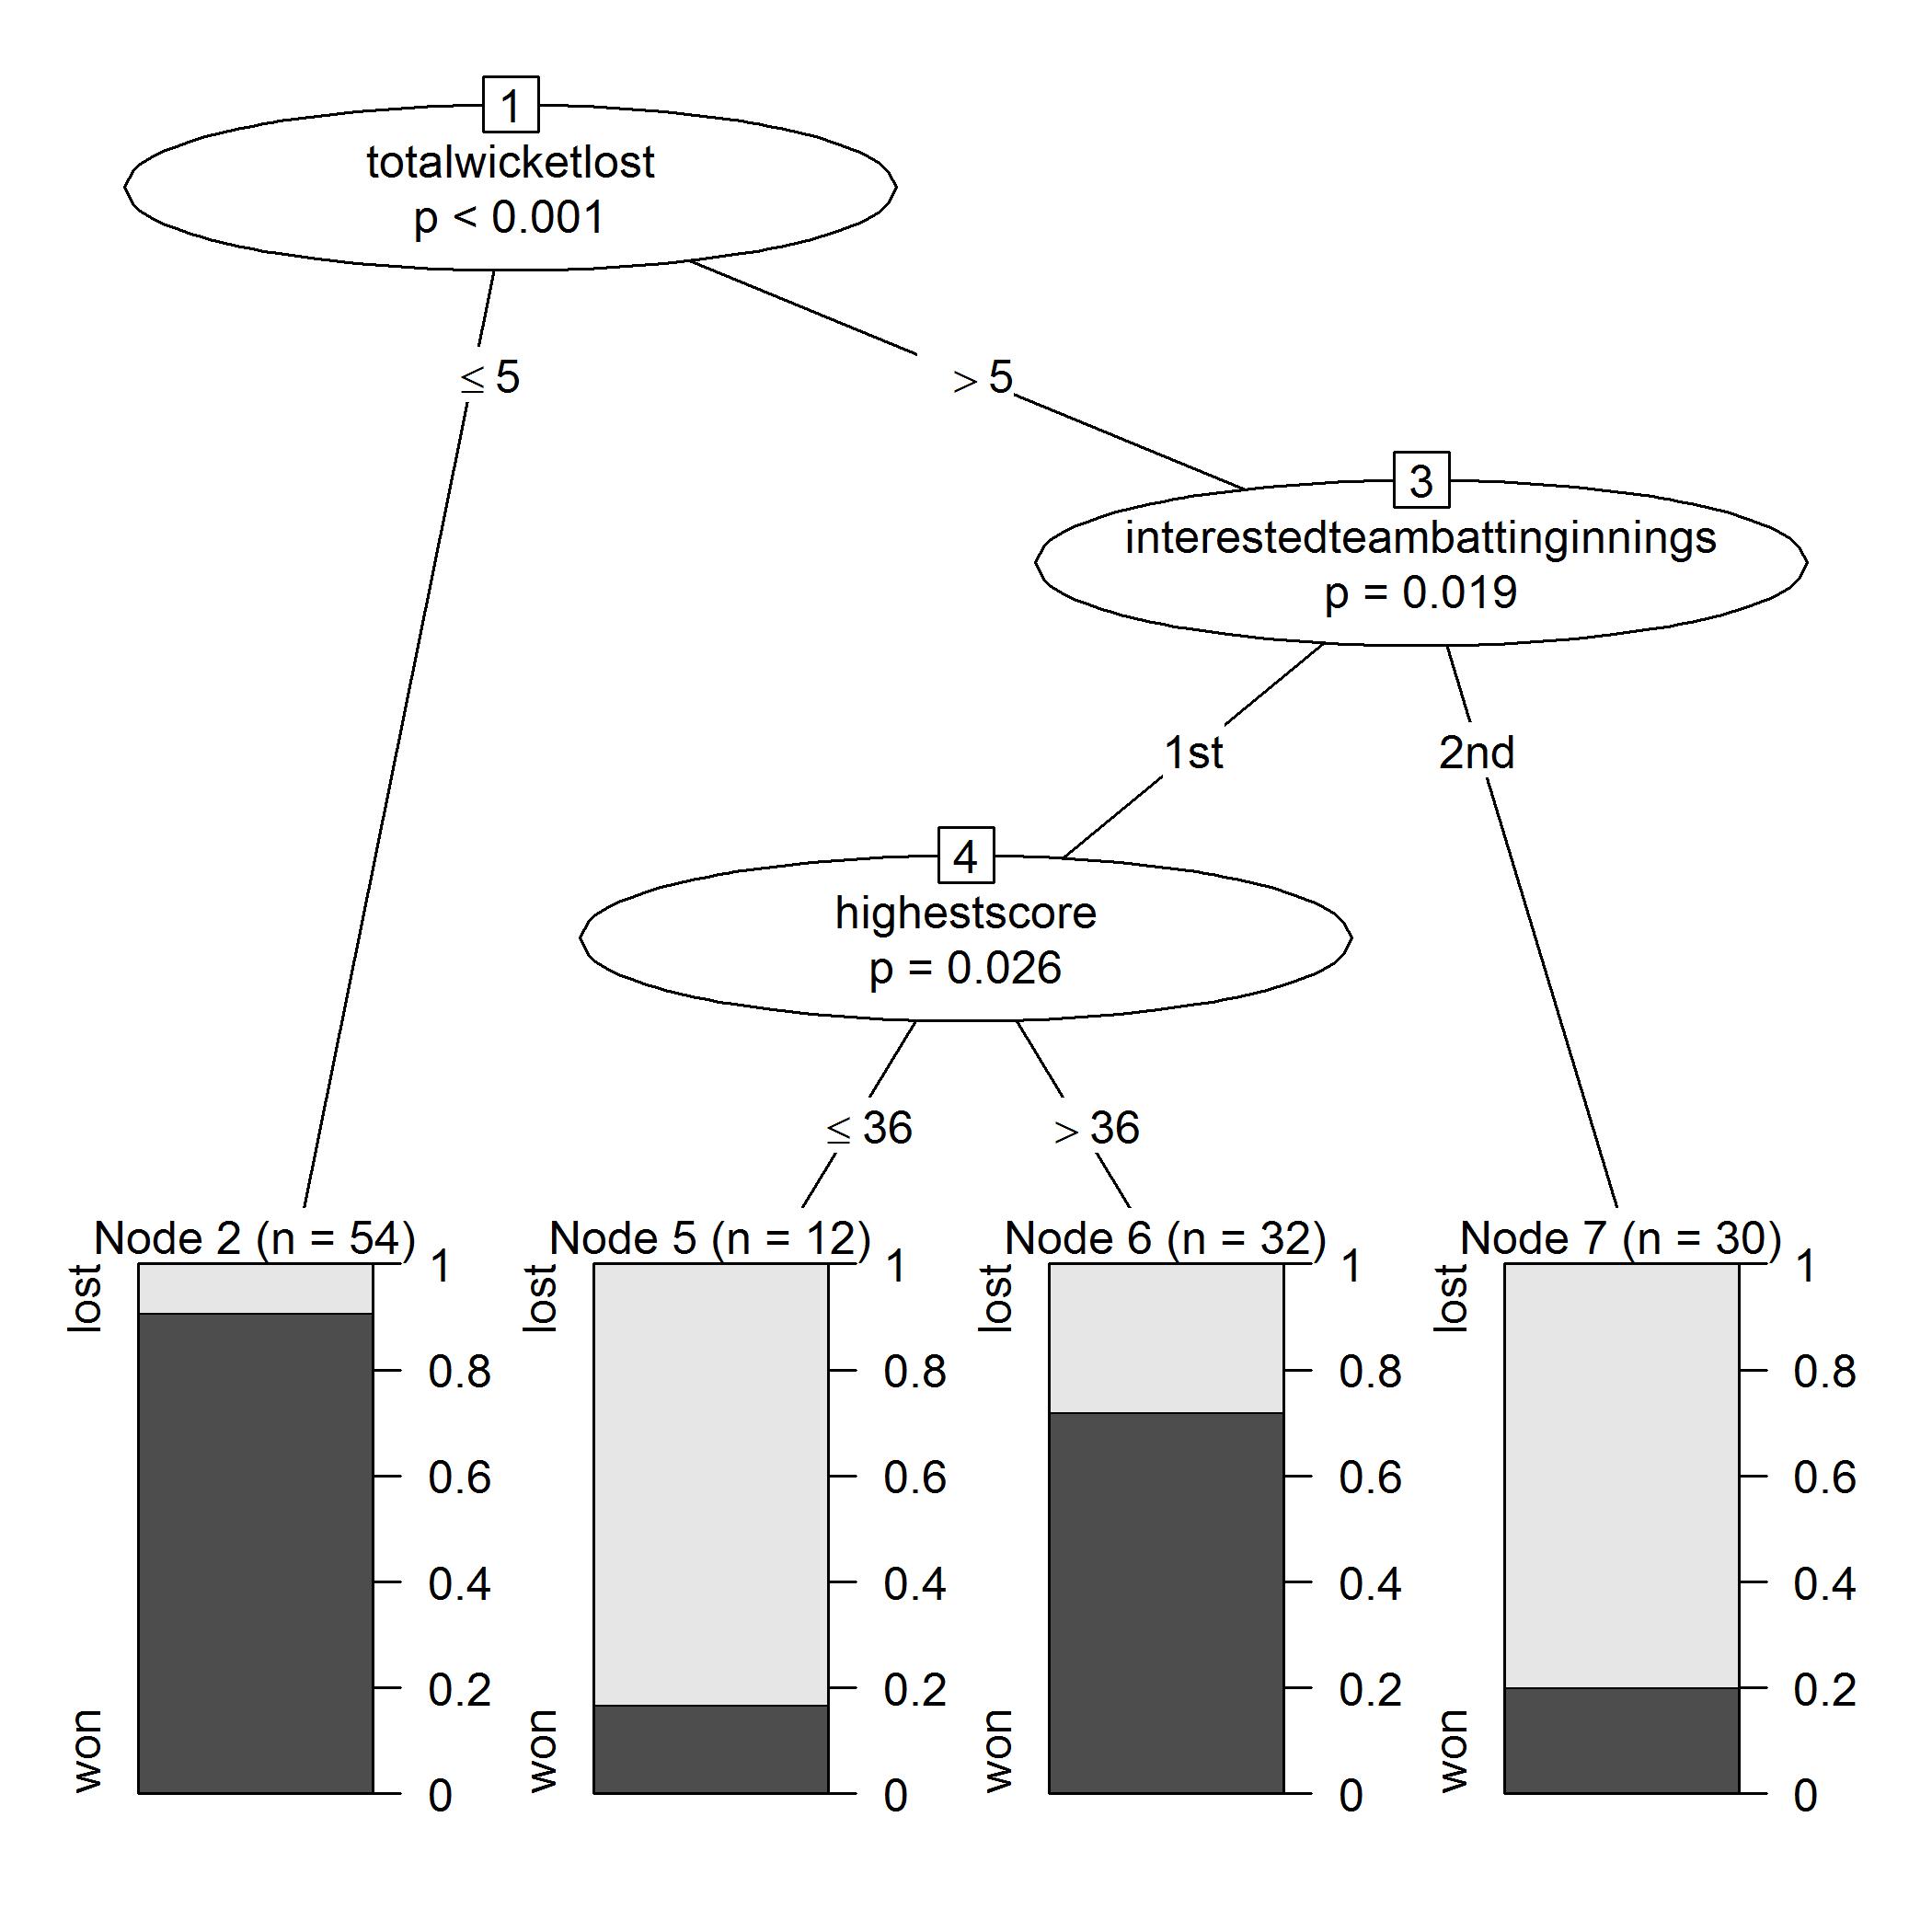 1
totalwicketlost
p < 0.001
≤ 5
> 5
3
interestedteambattinginnings
p = 0.019
1st
2nd
4
highestscore
p = 0.026
≤ 36
> 36
Node 2 (n = 54)
lost
won
1
0.8
0.6
0.4
0.2
0
Node 5 (n = 12)
lost
won
1
0.8
0.6
0.4
0.2
0
Node 6 (n = 32)
lost
won
1
0.8
0.6
0.4
0.2
0
Node 7 (n = 30)
lost
won
1
0.8
0.6
0.4
0.2
0